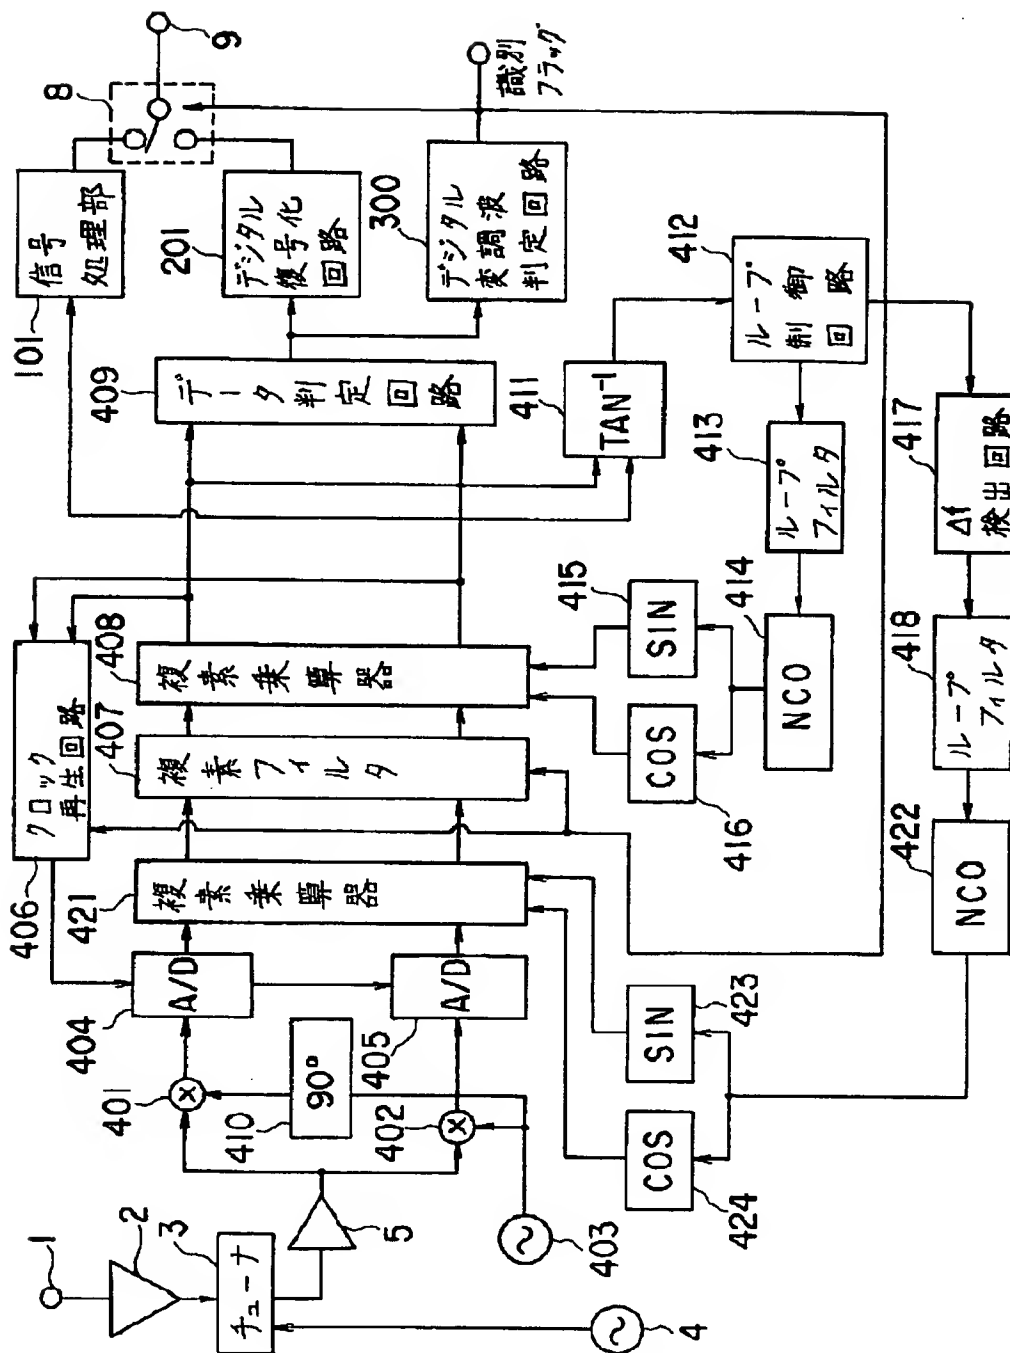 1
2
3
チューナ
4
5
401
402
403
410
90°
404
A/D
405
A/D
406
クロック
再生回路
421
複素乗算器
407
複素フィルタ
408
複素乗算器
409
データ判定回路
101
信号
処理部
201
デジタル
復号化
回路
300
デジタル
変調波
判定回路
8
9
識別
フラッグ
411
TAN⁻¹
412
ループ
制御
回路
413
ループ
フィルタ
414
NCO
415
SIN
416
COS
417
Δf
検出回路
418
ループ
フィルタ
422
NCO
423
SIN
424
COS